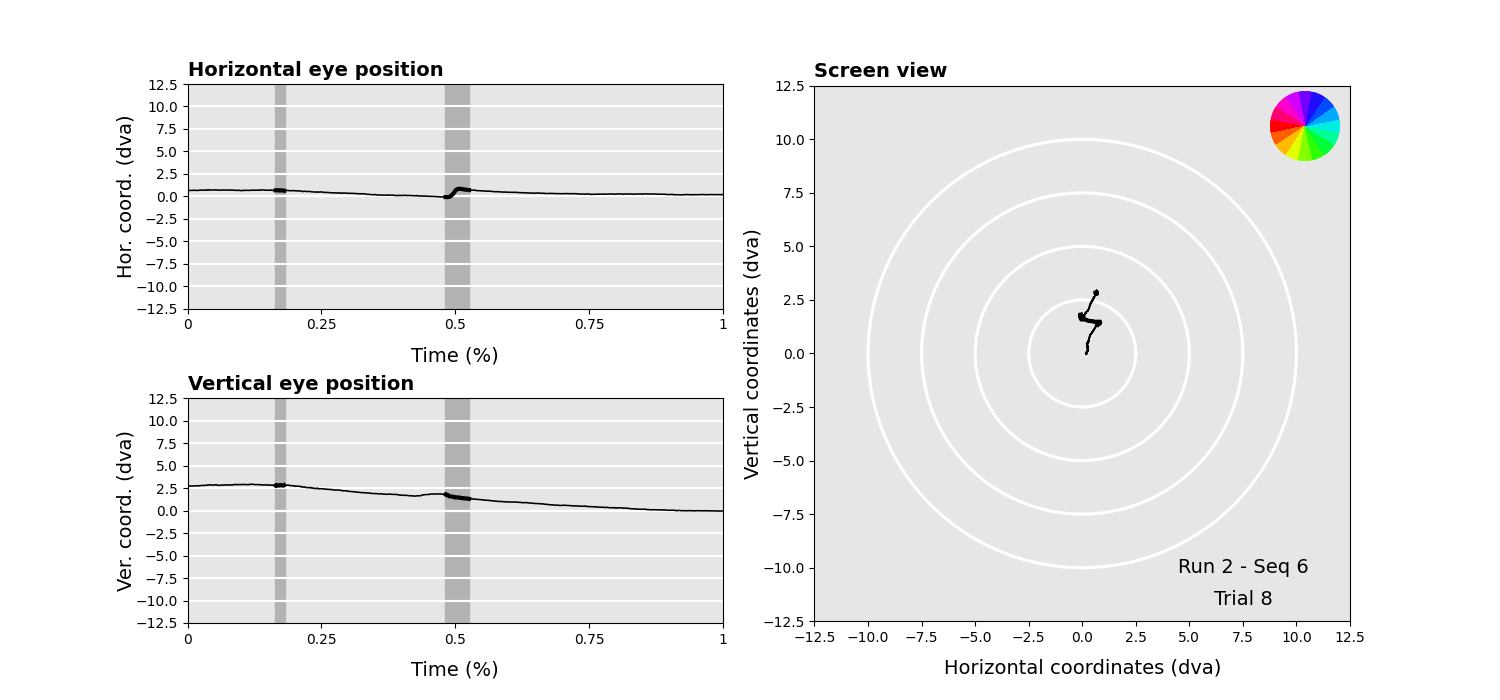 Horizontal eye position
Hor. coord. (dva)
12.5
10.0
7.5
5.0
2.5
0.0
−2.5
−5.0
−7.5
−10.0
−12.5
0 0.25 0.5 0.75 1
Time (%)
Vertical eye position
Ver. coord. (dva)
12.5
10.0
7.5
5.0
2.5
0.0
−2.5
−5.0
−7.5
−10.0
−12.5
0 0.25 0.5 0.75 1
Time (%)
Screen view
Vertical coordinates (dva)
12.5
10.0
7.5
5.0
2.5
0.0
−2.5
−5.0
−7.5
−10.0
−12.5
Run 2 - Seq 6
Trial 8
−12.5 −10.0 −7.5 −5.0 −2.5 0.0 2.5 5.0 7.5 10.0 12.5
Horizontal coordinates (dva)